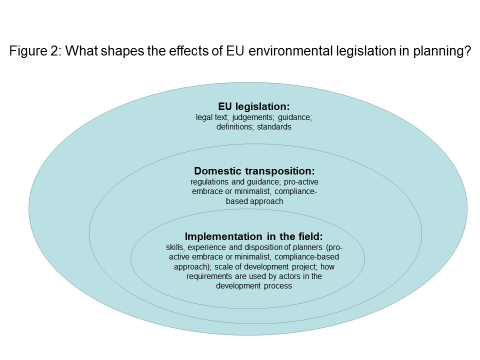 Figure 2: What shapes the effects of EU environmental legislation in planning?
EU legislation:
legal text; judgements; guidance;
definitions; standards
Domestic transposition:
regulations and guidance; pro-active
embrace or minimalist, compliance-
based approach
Implementation in the field:
skills, experience and disposition of planners (pro-
active embrace or minimalist, compliance-based
approach); scale of development project; how
requirements are used by actors in the
development process